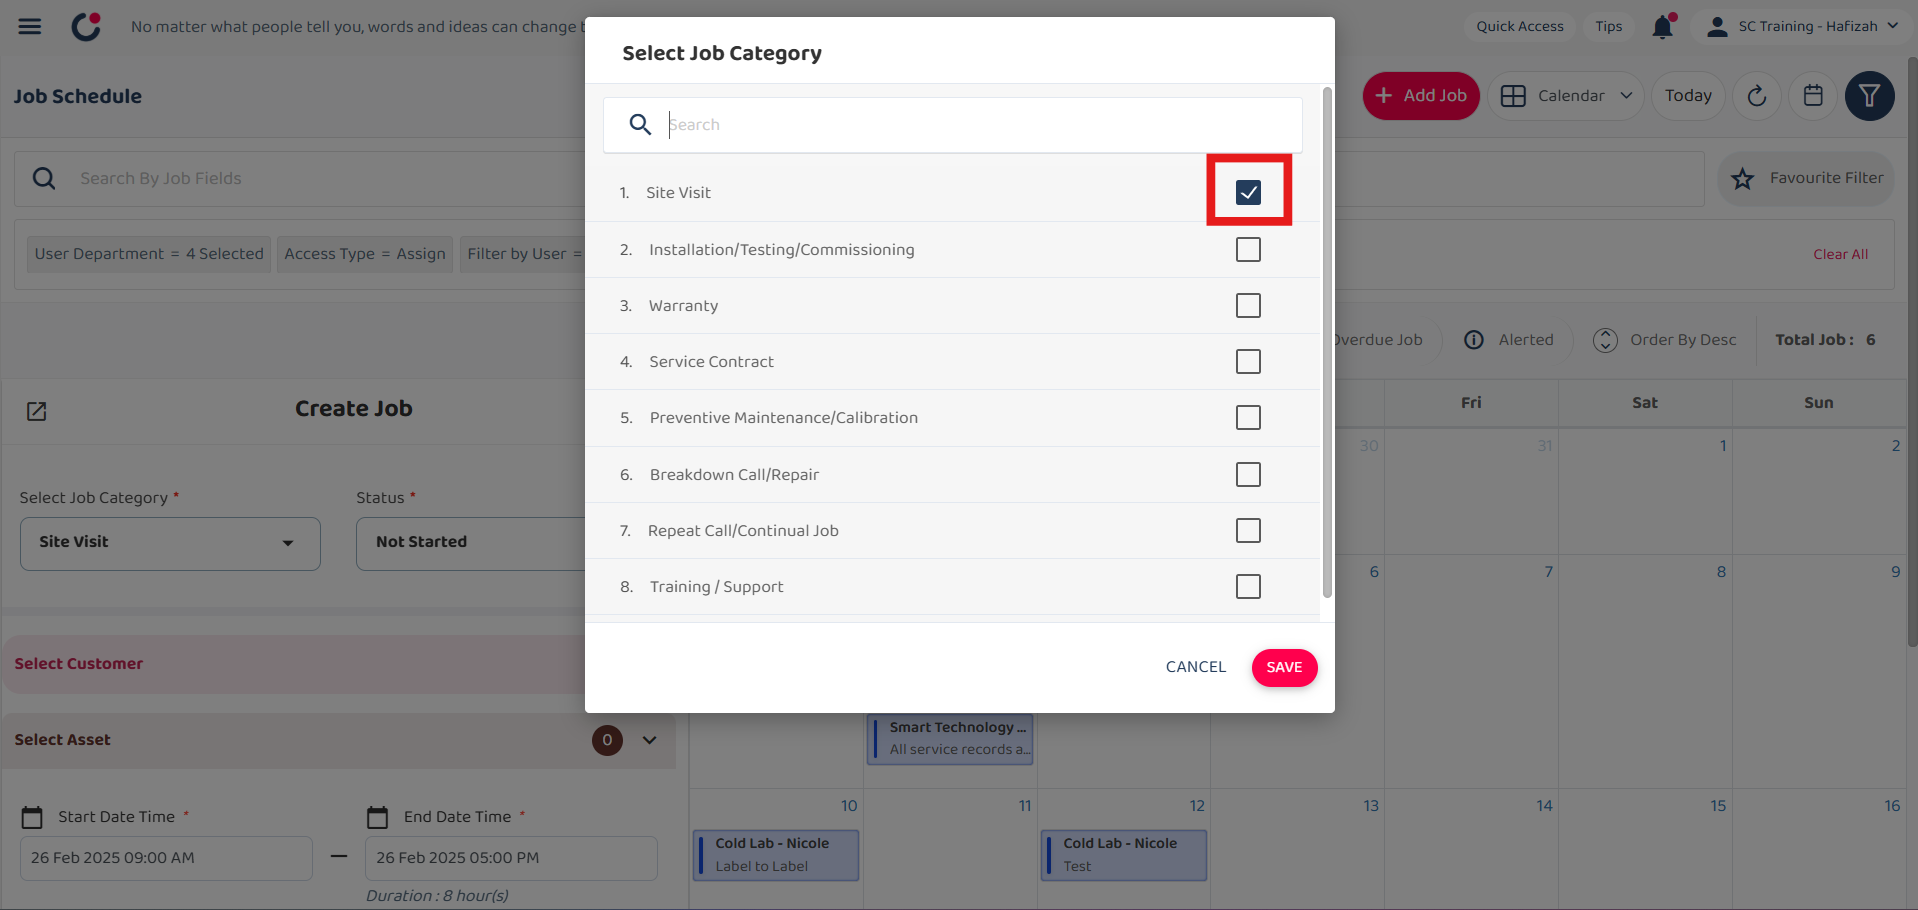 No matter what people tell you, words and ideas can change
Quick Access
Tips
SC Training - Hafizah
Job Schedule
Add Job
Calendar
Today
Search By Job Fields
Favourite Filter
User Department = 4 Selected
Access Type = Assign
Filter by User =
Clear All
Overdue Job
Alerted
Order By Desc
Total Job : 6
Select Job Category
Search
1. Site Visit
2. Installation/Testing/Commissioning
3. Warranty
4. Service Contract
5. Preventive Maintenance/Calibration
6. Breakdown Call/Repair
7. Repeat Call/Continual Job
8. Training / Support
CANCEL
SAVE
Create Job
Select Job Category *
Status *
Site Visit
Not Started
Select Customer
Select Asset
0
Start Date Time *
End Date Time *
26 Feb 2025 09:00 AM
26 Feb 2025 05:00 PM
Duration : 8 hour(s)
Fri
Sat
Sun
30
31
1
2
6
7
8
9
Smart Technology ...
All service records a...
10
11
12
13
14
15
16
Cold Lab - Nicole
Label to Label
Cold Lab - Nicole
Test